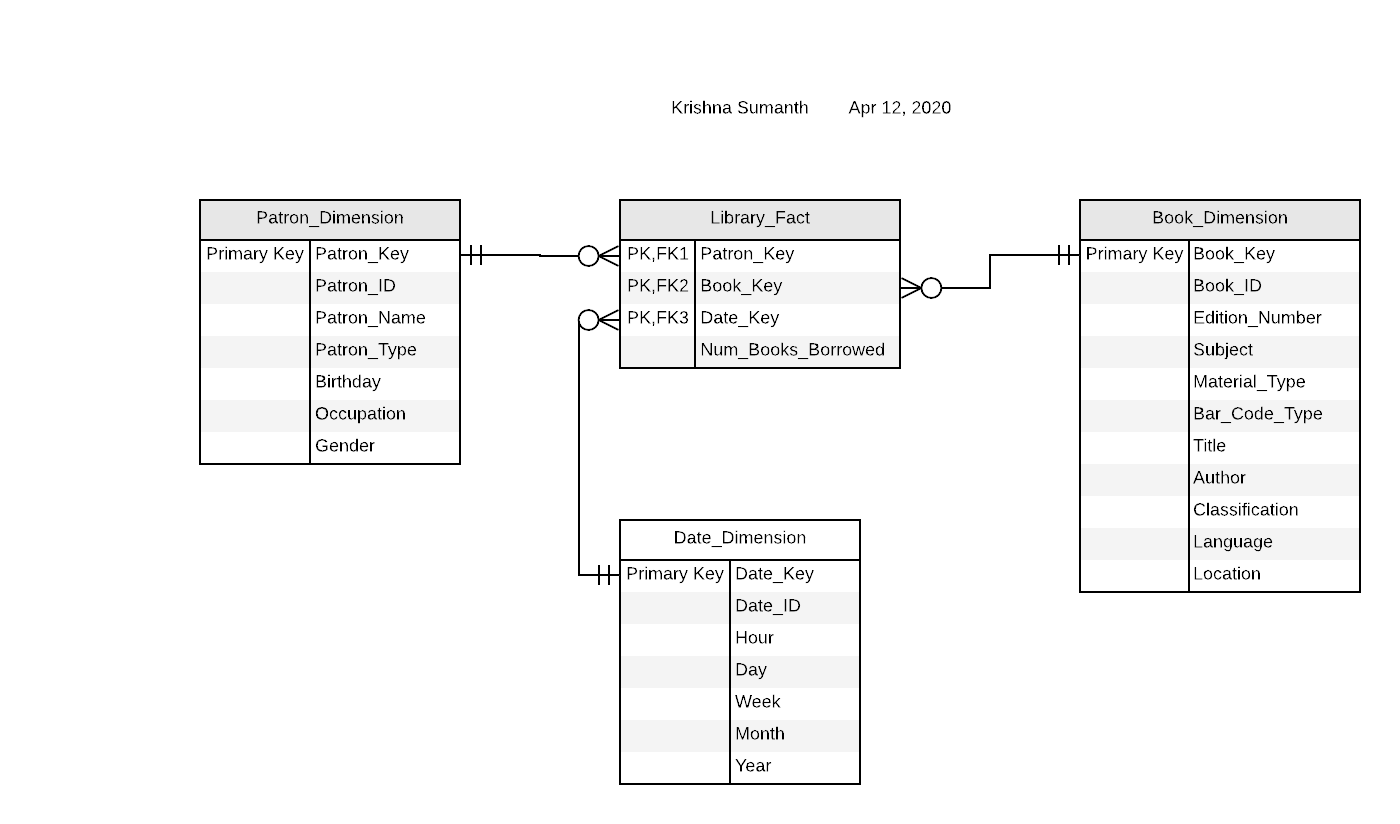 Krishna Sumanth Apr 12, 2020
Patron_Dimension
Primary Key Patron_Key
Patron_ID
Patron_Name
Patron_Type
Birthday
Occupation
Gender
Library_Fact
PK,FK1 Patron_Key
PK,FK2 Book_Key
PK,FK3 Date_Key
Num_Books_Borrowed
Book_Dimension
Primary Key Book_Key
Book_ID
Edition_Number
Subject
Material_Type
Bar_Code_Type
Title
Author
Classification
Language
Location
Date_Dimension
Primary Key Date_Key
Date_ID
Hour
Day
Week
Month
Year